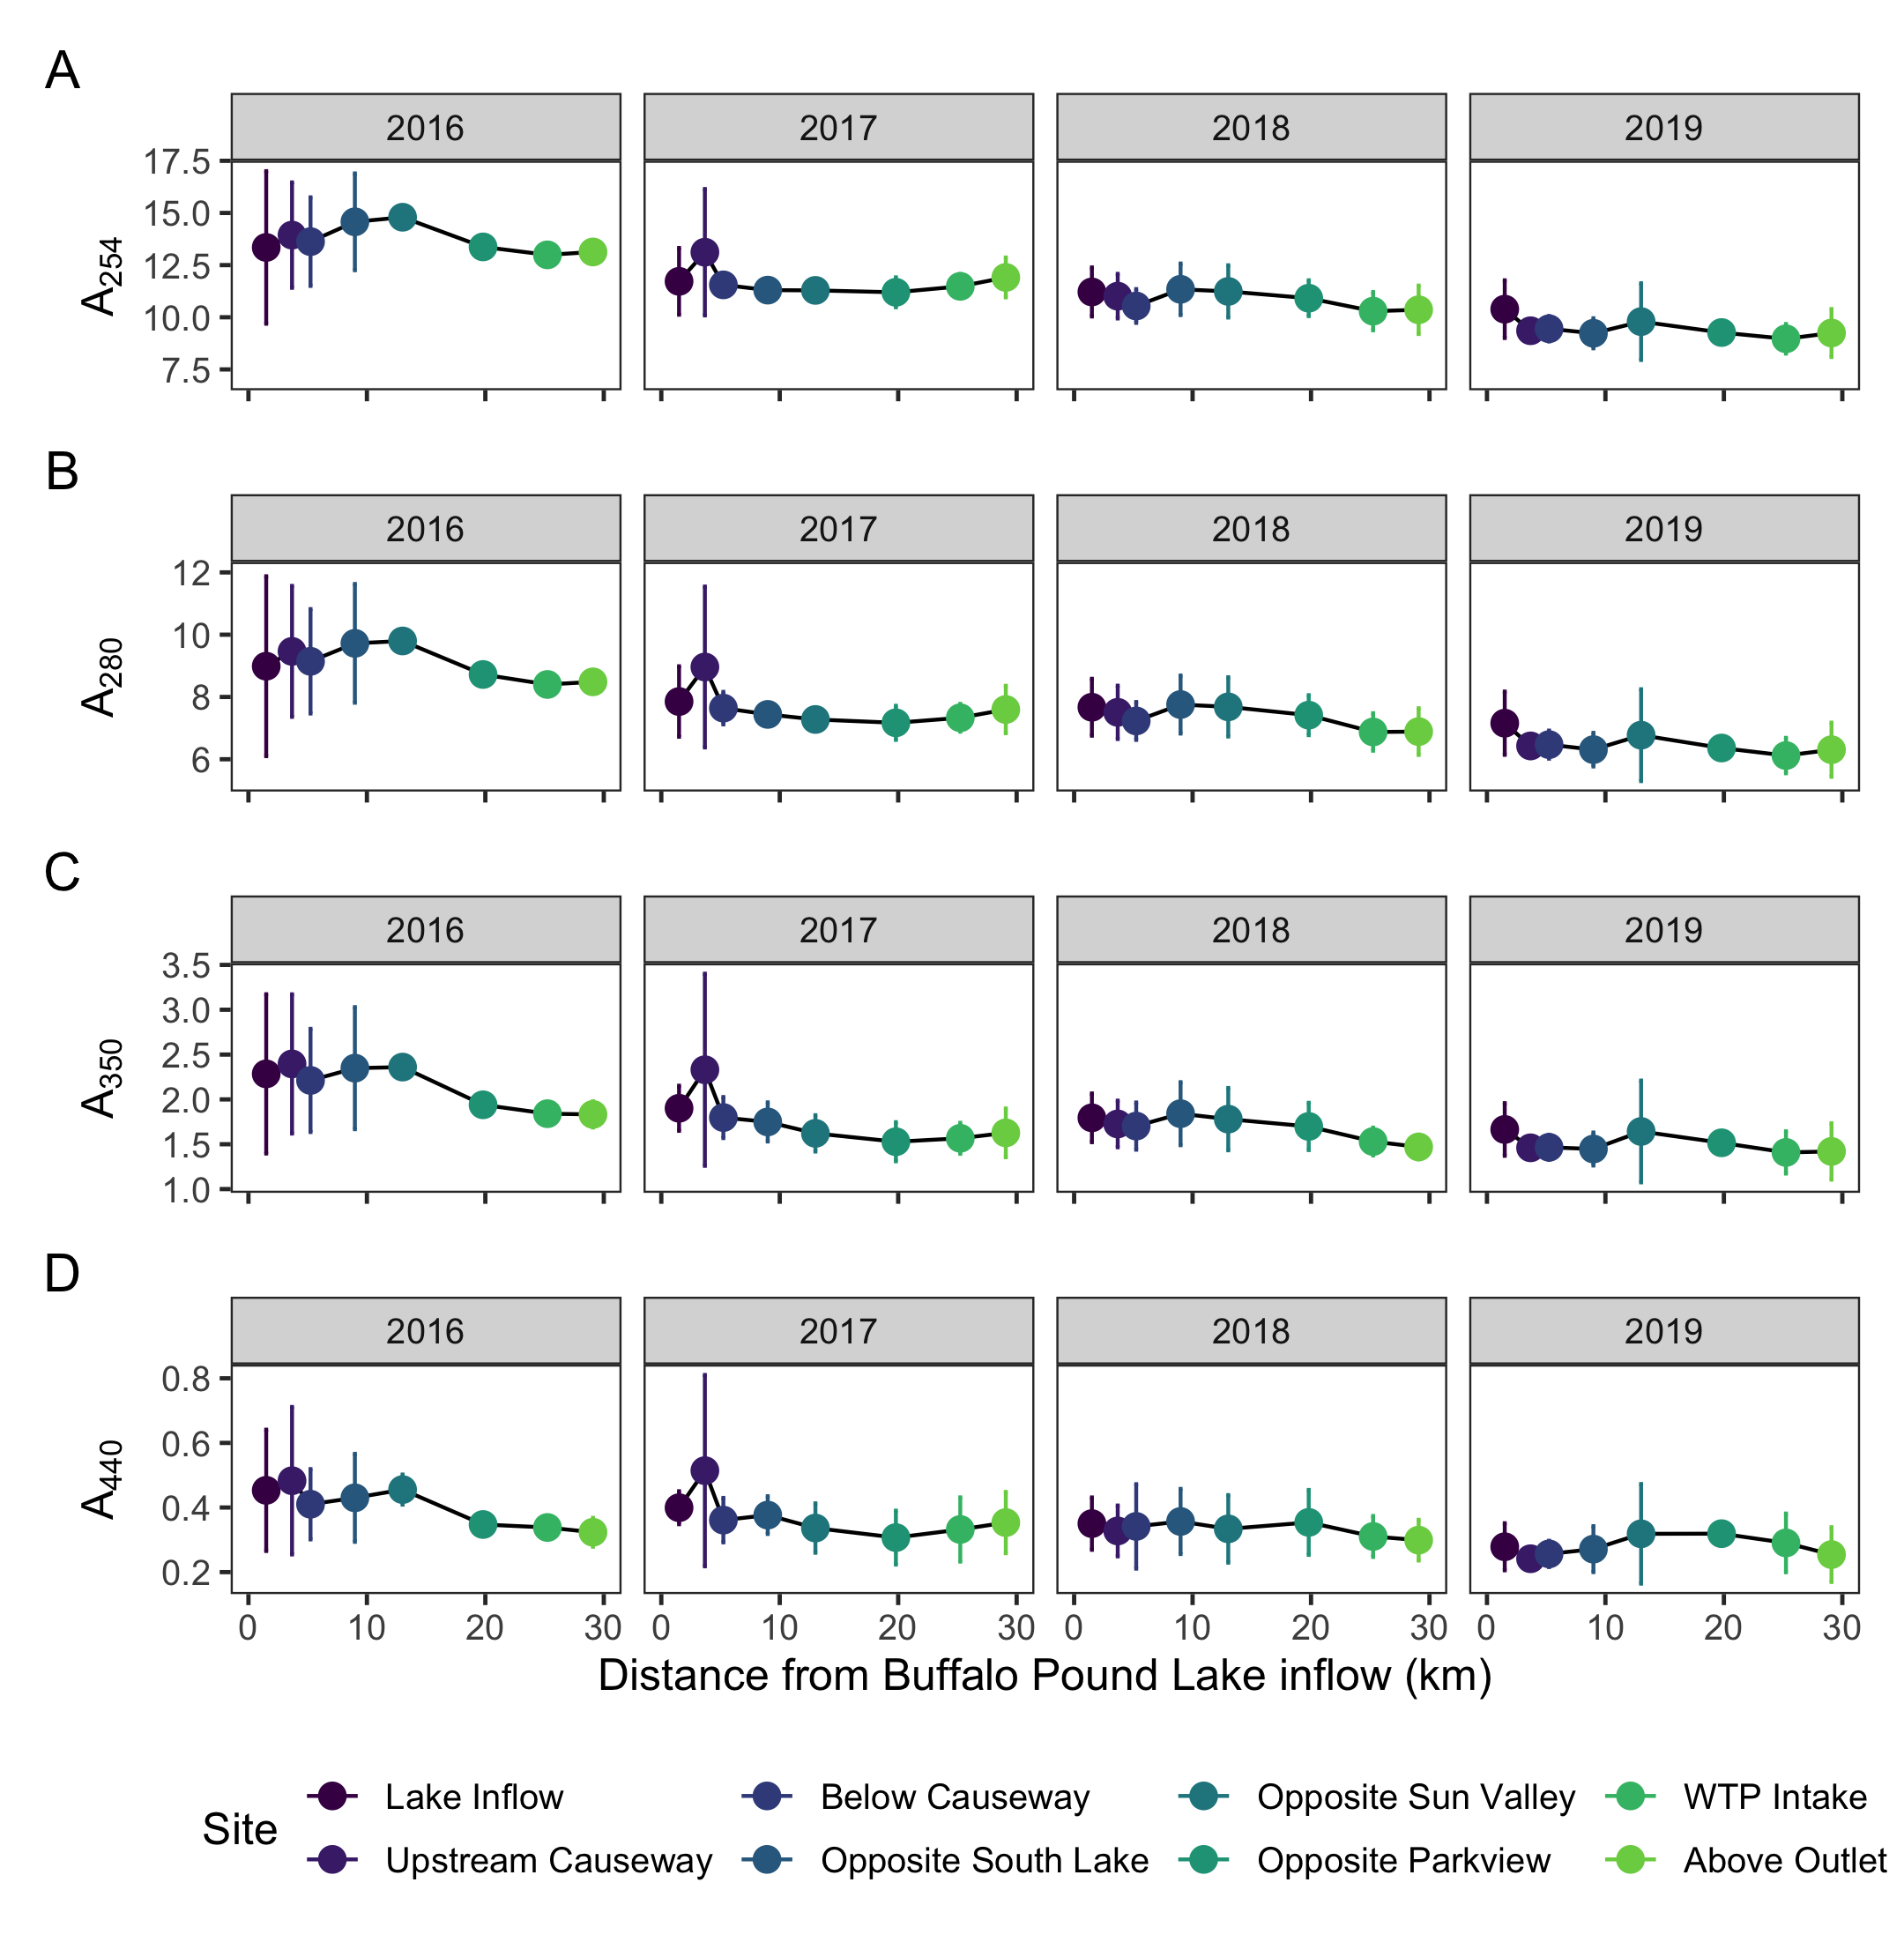 A
2016 2017 2018 2019
17.5
15.0
12.5
10.0
7.5
A254
B
2016 2017 2018 2019
12
10
8
6
A280
C
2016 2017 2018 2019
3.5
3.0
2.5
2.0
1.5
1.0
A350
D
2016 2017 2018 2019
0.8
0.6
0.4
0.2
A440
0 10 20 30 0 10 20 30 0 10 20 30 0 10 20 30
Distance from Buffalo Pound Lake inflow (km)
Site
Lake Inflow Below Causeway Opposite Sun Valley WTP Intake
Upstream Causeway Opposite South Lake Opposite Parkview Above Outlet